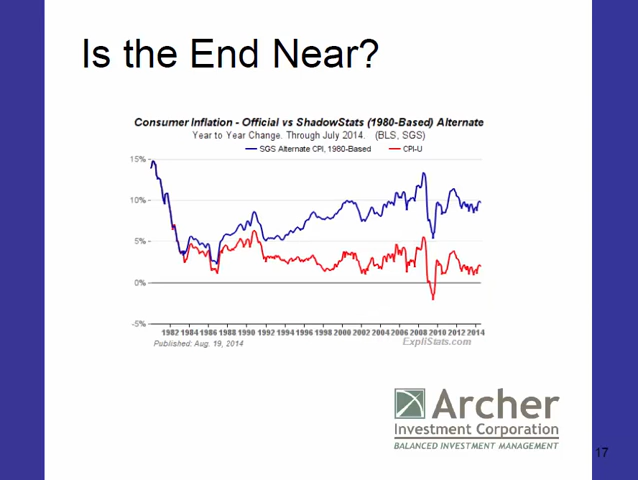 Is the End Near?
Consumer Inflation - Official vs ShadowStats (1980-Based) Alternate
Year to Year Change. Through July 2014. (BLS, SGS)
SGS Alternate CPI, 1980-Based CPI-U
15%
10%
5%
0%
-5%
1982 1984 1986 1988 1990 1992 1994 1996 1998 2000 2002 2004 2006 2008 2010 2012 2014
Published: Aug. 19, 2014
ExpliStats.com
Archer
Investment Corporation
BALANCED INVESTMENT MANAGEMENT
17